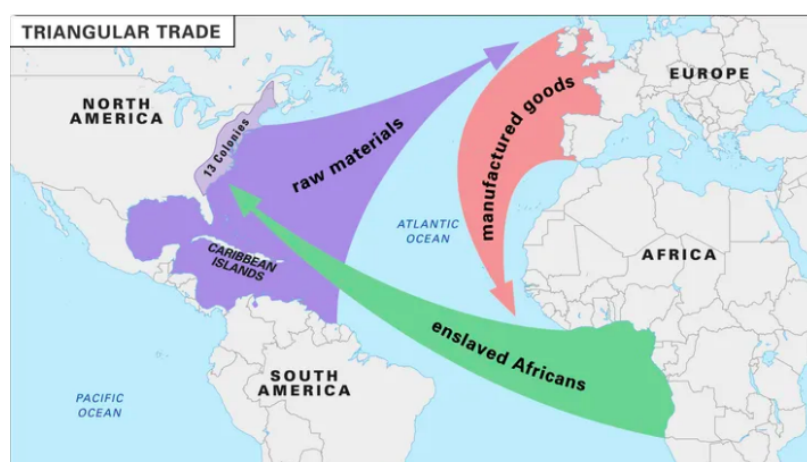 TRIANGULAR TRADE
NORTH
AMERICA
13 Colonies
raw materials
manufactured goods
EUROPE
ATLANTIC
OCEAN
AFRICA
CARIBBEAN
ISLANDS
enslaved Africans
SOUTH
AMERICA
PACIFIC
OCEAN